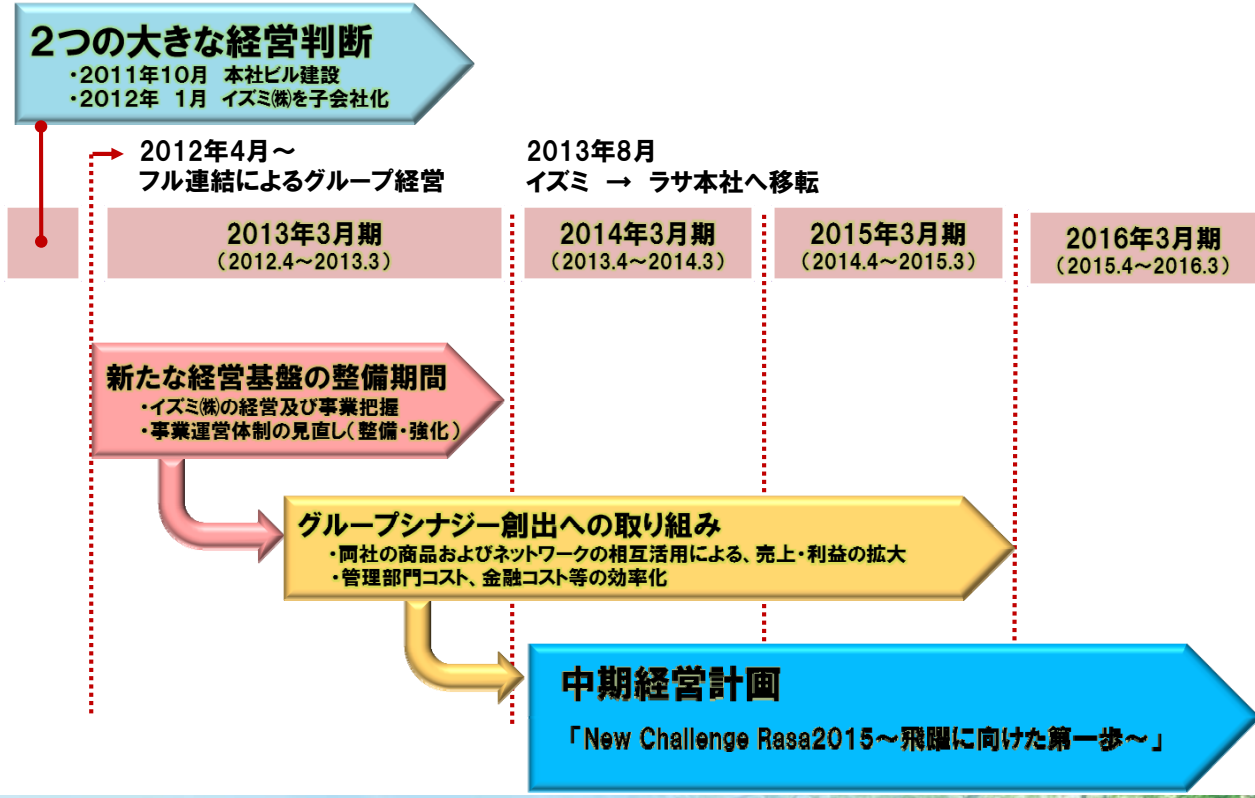 2つの大きな経営判断
・2011年10月 本社ビル建設
・2012年 1月 イズミ㈱を子会社化
2012年4月～
フル連結によるグループ経営
2013年8月
イズミ → ラサ本社へ移転
2013年3月期
（2012.4～2013.3）
2014年3月期
（2013.4～2014.3）
2015年3月期
（2014.4～2015.3）
2016年3月期
（2015.4～2016.3）
新たな経営基盤の整備期間
・イズミ㈱の経営及び事業把握
・事業運営体制の見直し（整備・強化）
グループシナジー創出への取り組み
・両社の商品およびネットワークの相互活用による、売上・利益の拡大
・管理部門コスト、金融コスト等の効率化
中期経営計画
「New Challenge Rasa2015～飛躍に向けた第一歩～」